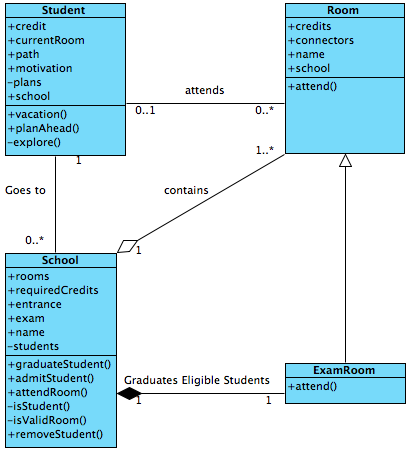 Student
+credit
+currentRoom
+path
+motivation
-plans
+school
+vacation()
+planAhead()
-explore()
Room
+credits
+connectors
+name
+school
+attend()
attends
0..1
0..*
1
1..*
Goes to
contains
0..*
1
School
+rooms
+requiredCredits
+entrance
+exam
+name
-students
+graduateStudent()
+admitStudent()
+attendRoom()
-isStudent()
-isValidRoom()
+removeStudent()
Graduates Eligible Students
1
1
ExamRoom
+attend()